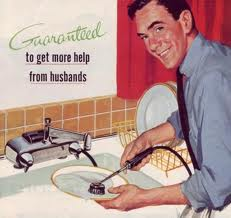 Guaranteed
to get more help
from husbands